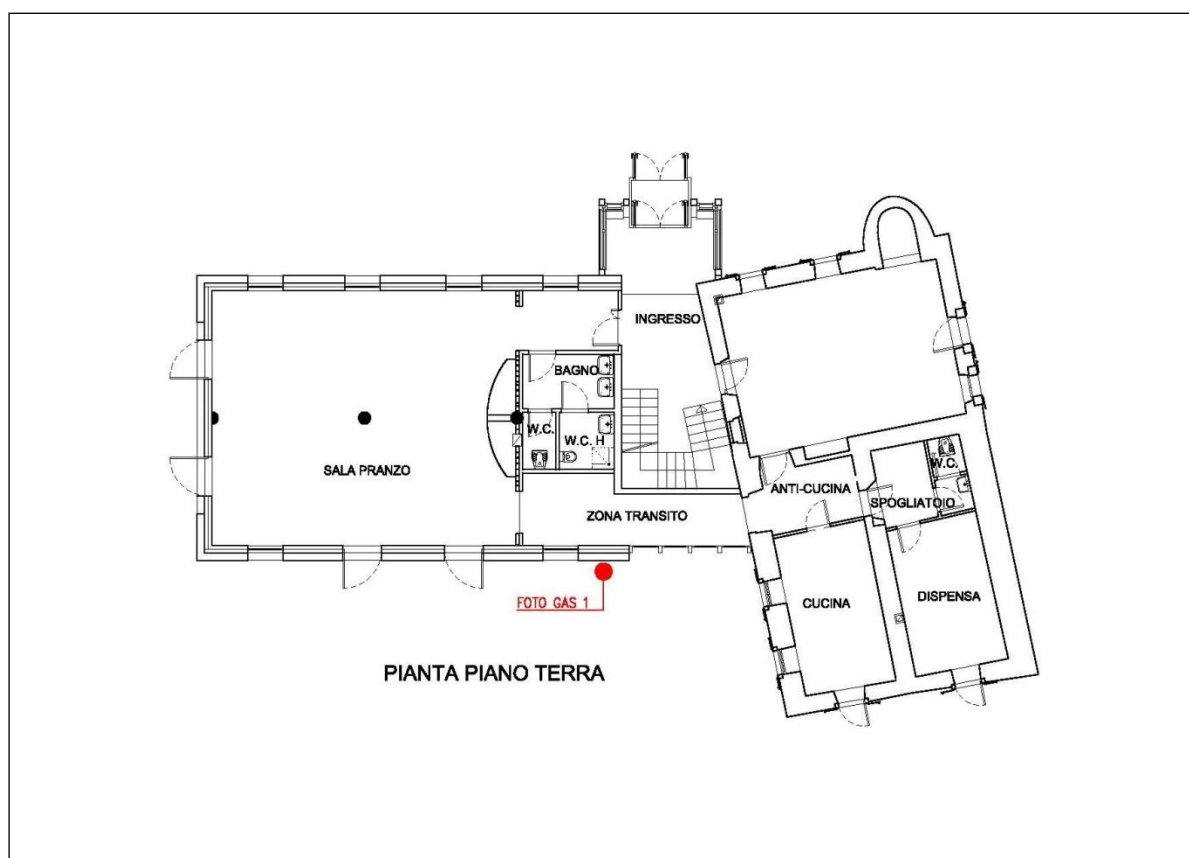 INGRESSO
BAGNO
W.C.
W.C. H
SALA PRANZO
ZONA TRANSITO
ANTI-CUCINA
W.C.
SPOGLIATOIO
CUCINA
DISPENSA
FOTO GAS 1
PIANTA PIANO TERRA